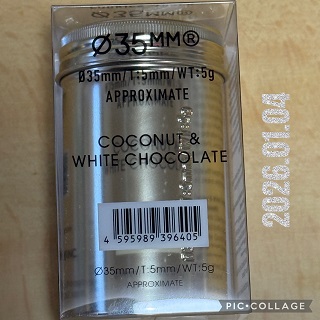 Ø35MM®
Ø35mm/T:5mm/WT:5g
APPROXIMATE
COCONUT &
WHITE CHOCOLATE
4 595989 396405
Ø35mm/T:5mm/WT:5g
APPROXIMATE
2026.01.04
PIC•COLLAGE